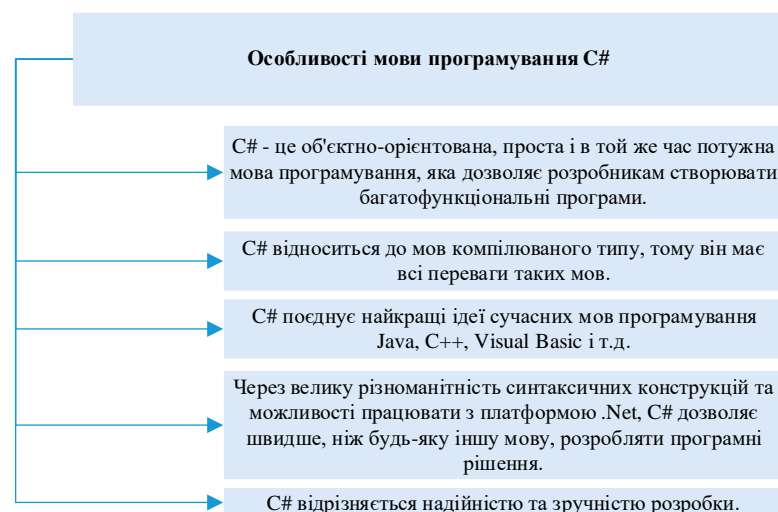 Особливості мови програмування C#
C# - це об'єктно-орієнтована, проста і в той же час потужна
мова програмування, яка дозволяє розробникам створювати
багатофункціональні програми.
C# відноситься до мов компілюваного типу, тому він має
всі переваги таких мов.
C# поєднує найкращі ідеї сучасних мов програмування
Java, C++, Visual Basic і т.д.
Через велику різноманітність синтаксичних конструкцій та
можливості працювати з платформою .Net, C# дозволяє
швидше, ніж будь-яку іншу мову, розробляти програмні
рішення.
C# відрізняється надійністю та зручністю розробки.